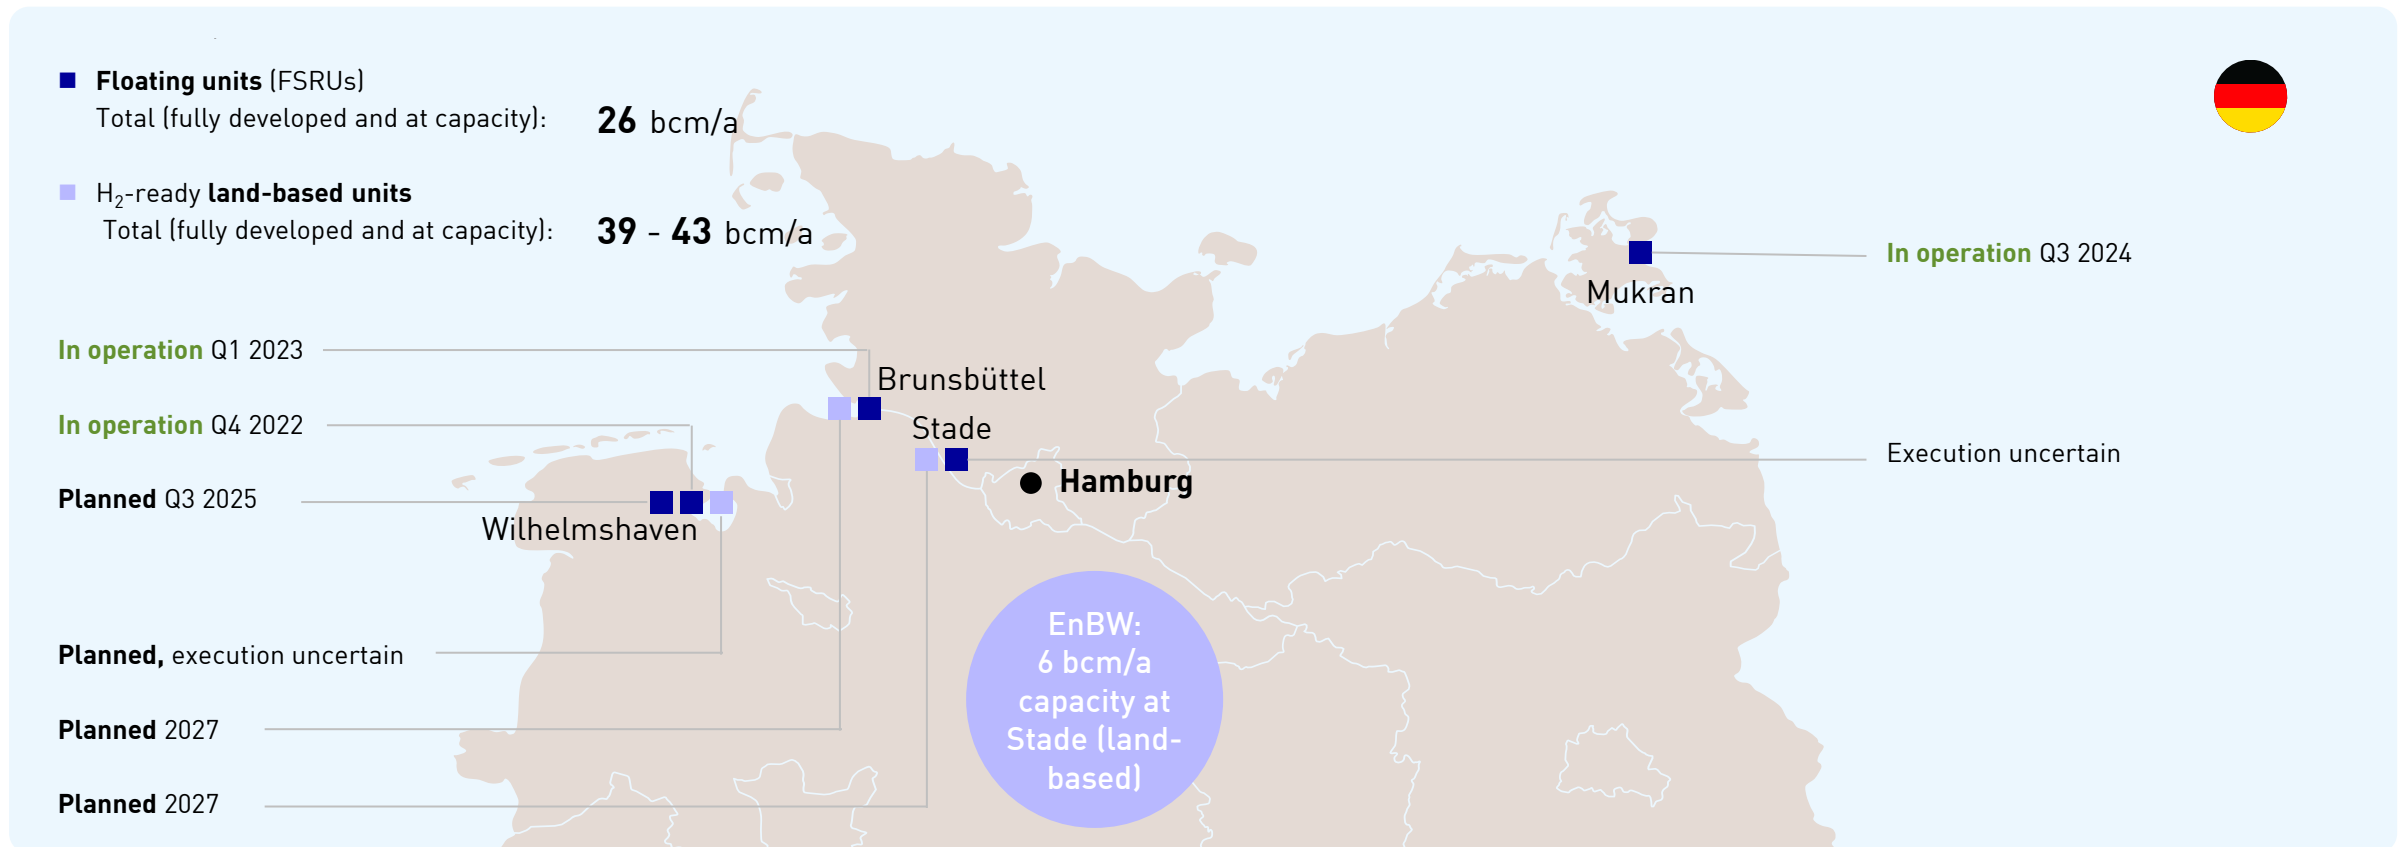 Floating units (FSRUs)
Total (fully developed and at capacity): 26 bcm/a
H₂-ready land-based units
Total (fully developed and at capacity): 39 - 43 bcm/a
In operation Q3 2024
Mukran
In operation Q1 2023
Brunsbüttel
In operation Q4 2022
Stade
Execution uncertain
Hamburg
Planned Q3 2025
Wilhelmshaven
EnBW:
6 bcm/a
capacity at
Stade (land-
based)
Planned, execution uncertain
Planned 2027
Planned 2027